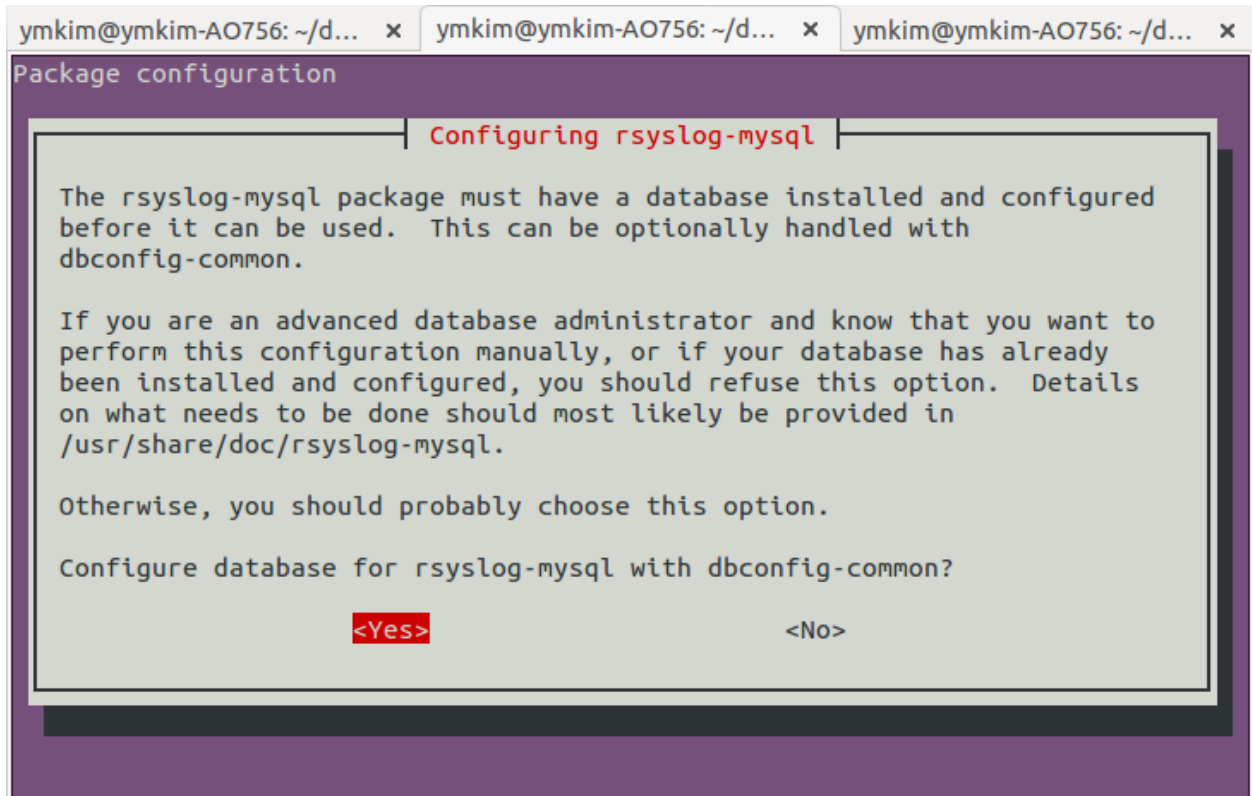 ymkim@ymkim-AO756: ~/d... × ymkim@ymkim-AO756: ~/d... × ymkim@ymkim-AO756: ~/d... ×
Package configuration
Configuring rsyslog-mysql
The rsyslog-mysql package must have a database installed and configured
before it can be used.  This can be optionally handled with
dbconfig-common.
If you are an advanced database administrator and know that you want to
perform this configuration manually, or if your database has already
been installed and configured, you should refuse this option.  Details
on what needs to be done should most likely be provided in
/usr/share/doc/rsyslog-mysql.
Otherwise, you should probably choose this option.
Configure database for rsyslog-mysql with dbconfig-common?
<Yes> <No>